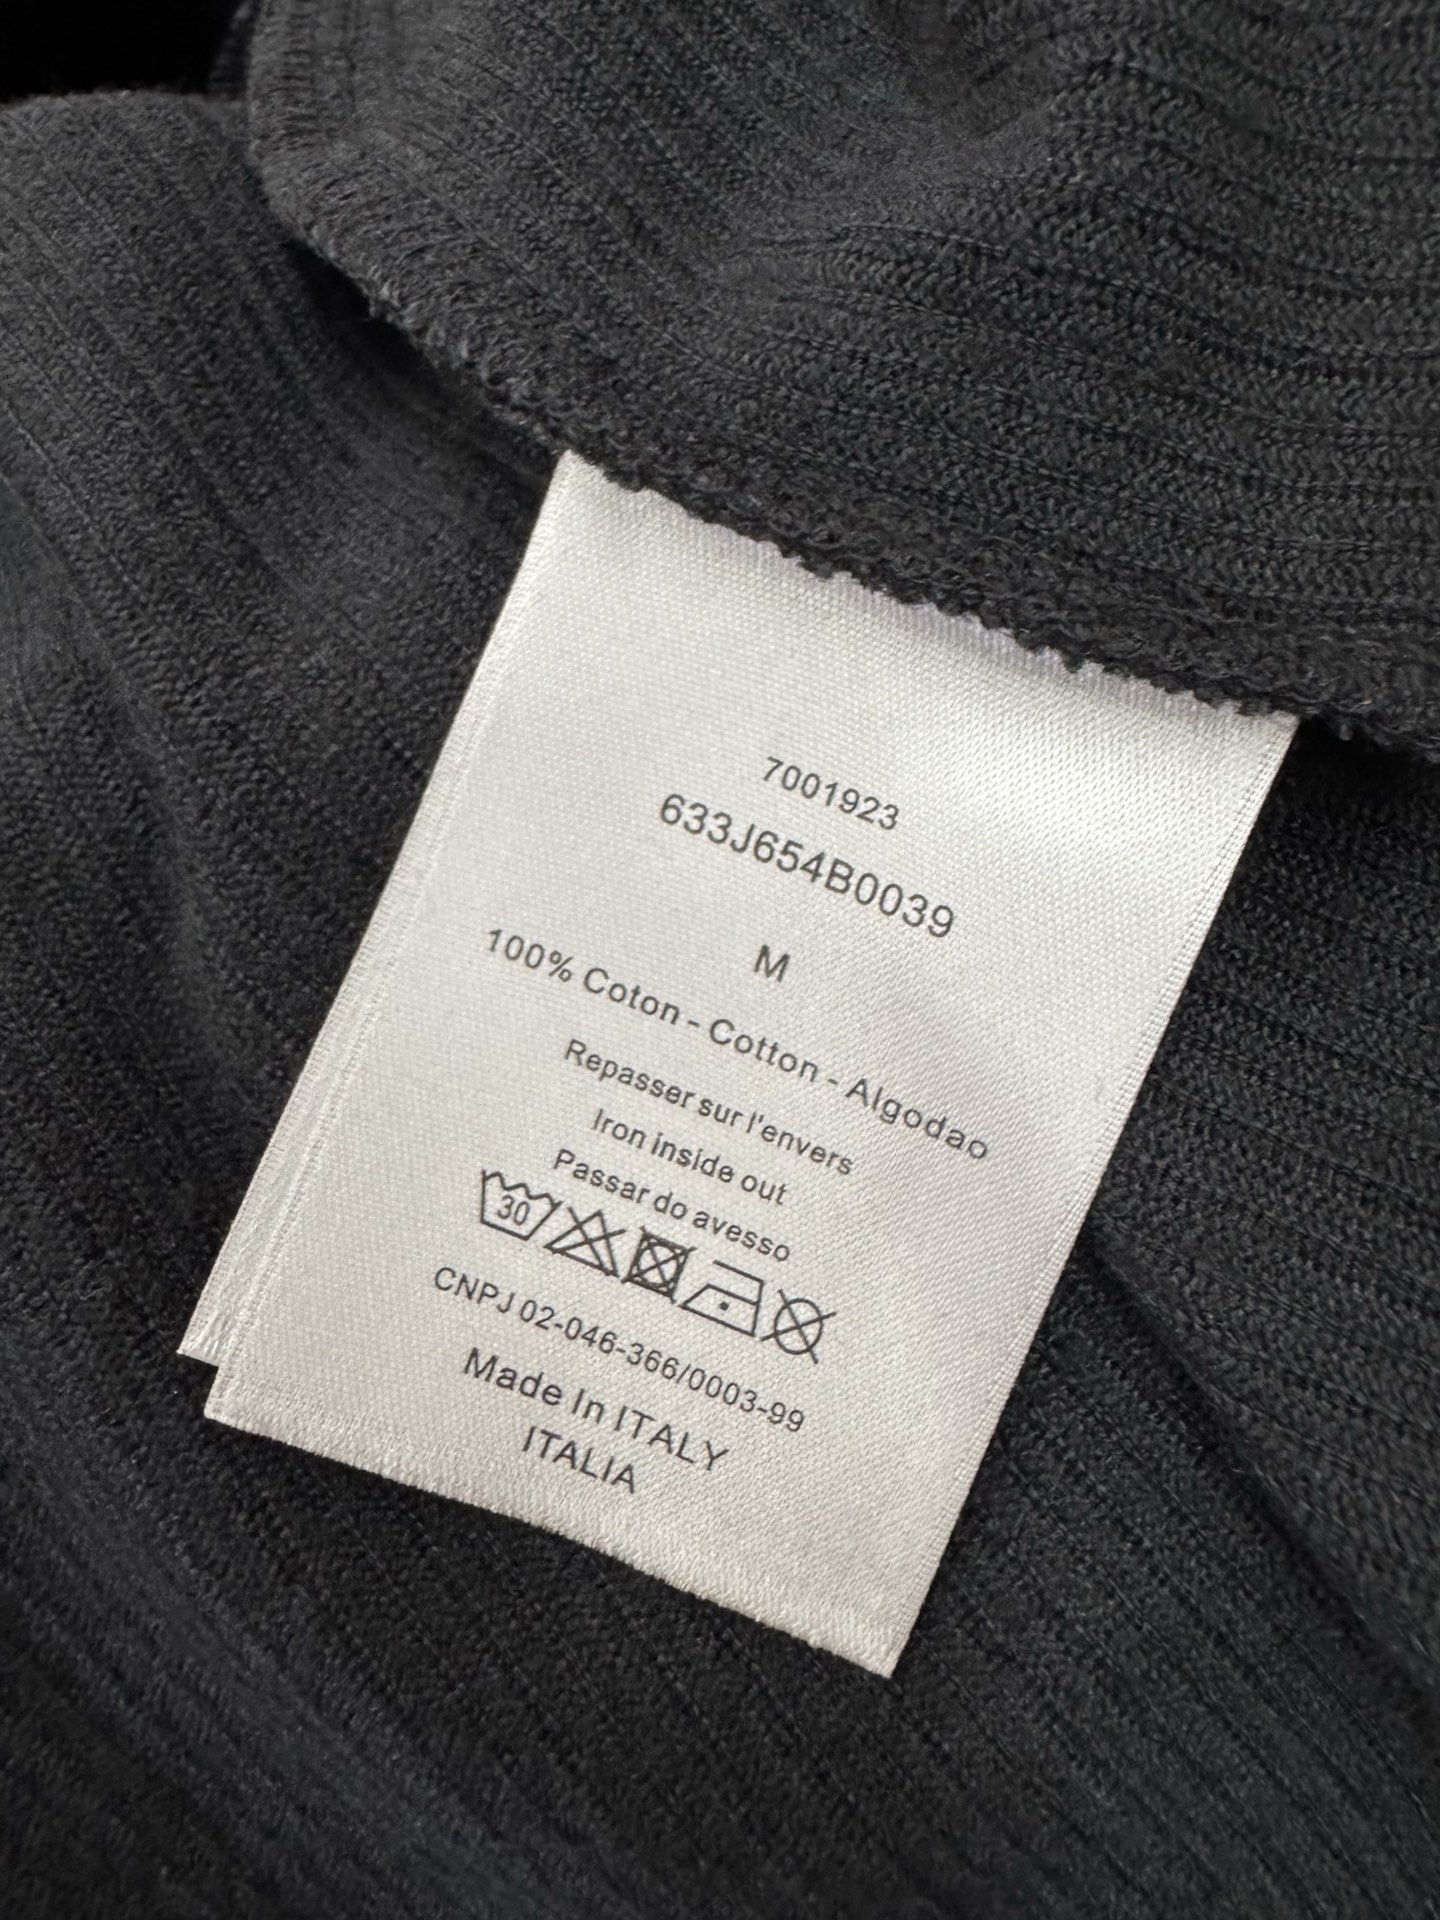 7001923
633J654B0039
M
100% Coton - Cotton - Algodao
Repasser sur l'envers
Iron inside out
Passar do avesso
30
CNPJ 02-046-366/0003-99
Made In ITALY
ITALIA